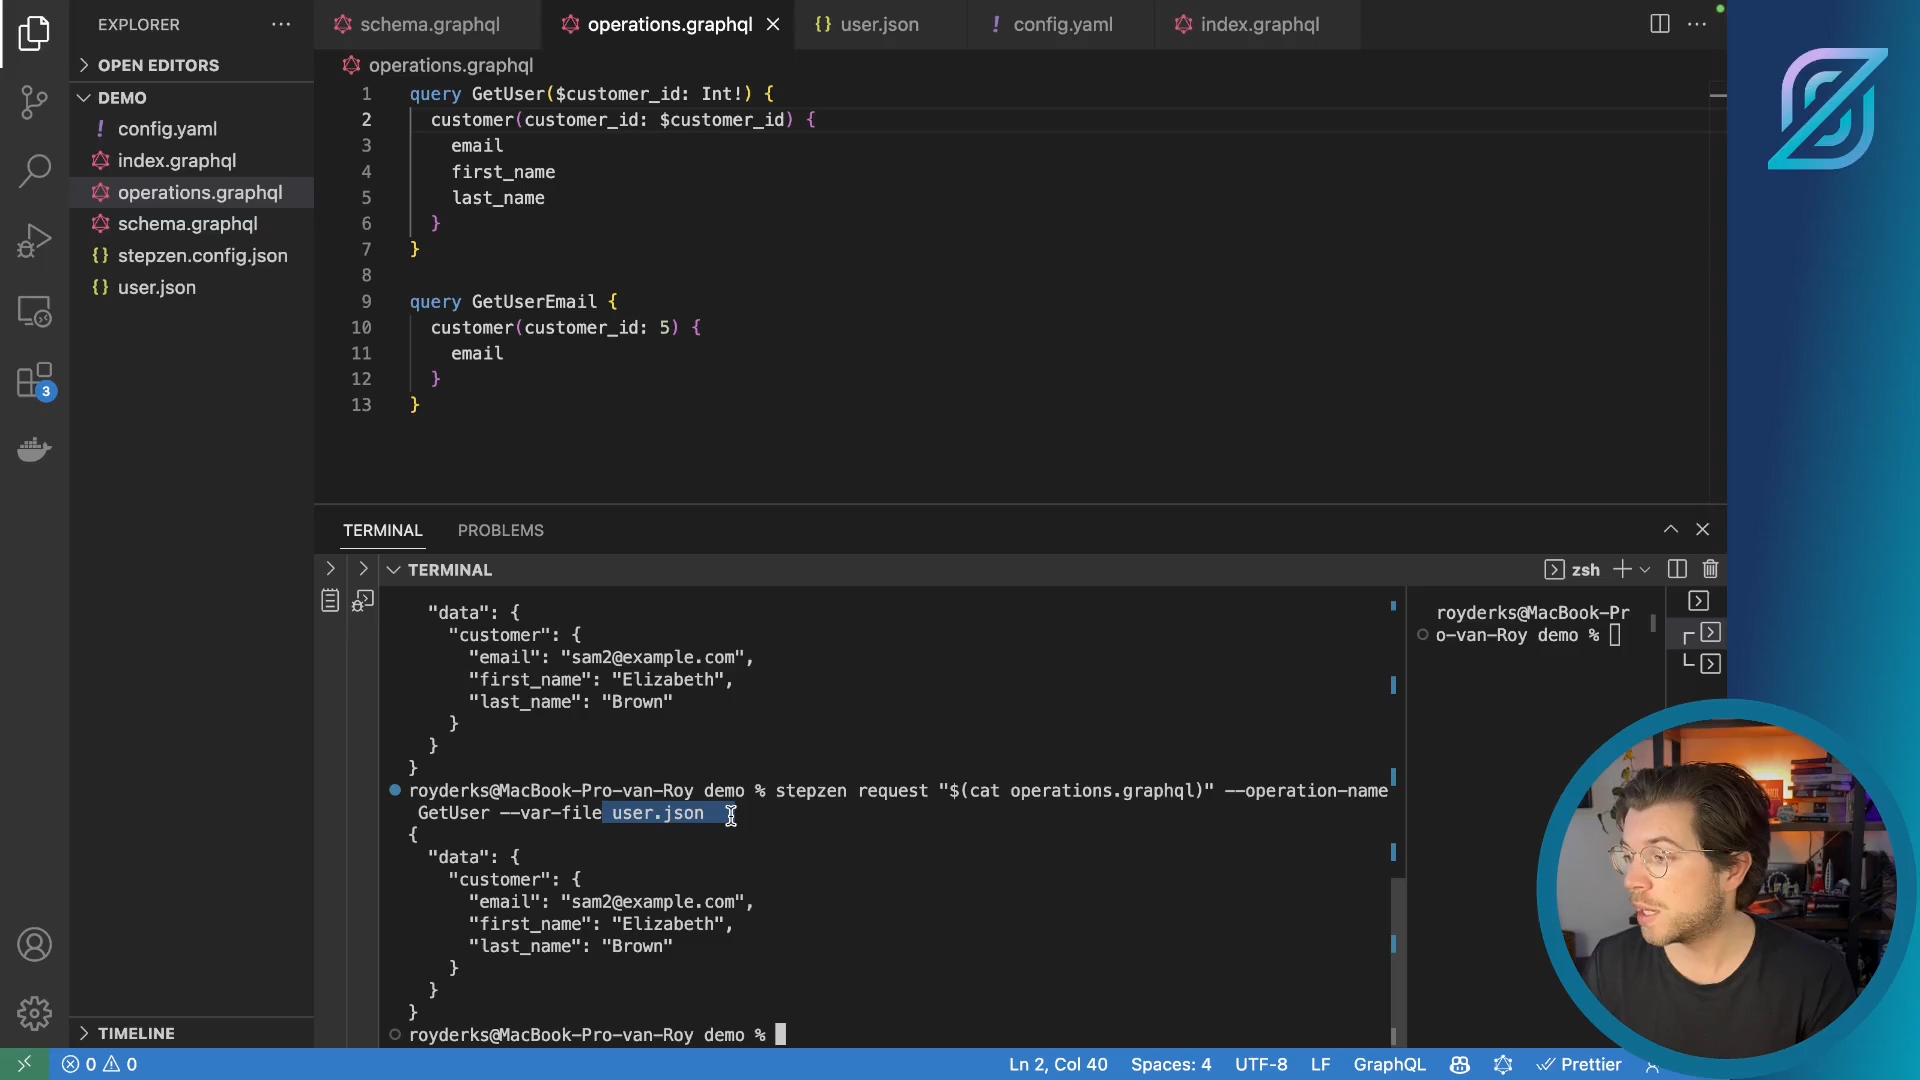 EXPLORER
OPEN EDITORS
DEMO
config.yaml
index.graphql
operations.graphql
schema.graphql
stepzen.config.json
user.json
3
TIMELINE
schema.graphql
operations.graphql
user.json
config.yaml
index.graphql
operations.graphql
1 query GetUser($customer_id: Int!) {
2 customer(customer_id: $customer_id) {
3 email
4 first_name
5 last_name
6 }
7 }
8
9 query GetUserEmail {
10 customer(customer_id: 5) {
11 email
12 }
13 }
TERMINAL PROBLEMS
TERMINAL
zsh
"data": {
"customer": {
"email": "sam2@example.com",
"first_name": "Elizabeth",
"last_name": "Brown"
}
}
}
royderks@MacBook-Pro-van-Roy demo % stepzen request "$(cat operations.graphql)" --operation-name
GetUser --var-file user.json
{
"data": {
"customer": {
"email": "sam2@example.com",
"first_name": "Elizabeth",
"last_name": "Brown"
}
}
}
royderks@MacBook-Pro-van-Roy demo %
royderks@MacBook-Pr
o-van-Roy demo %
0 0
Ln 2, Col 40
Spaces: 4
UTF-8
LF
GraphQL
Prettier